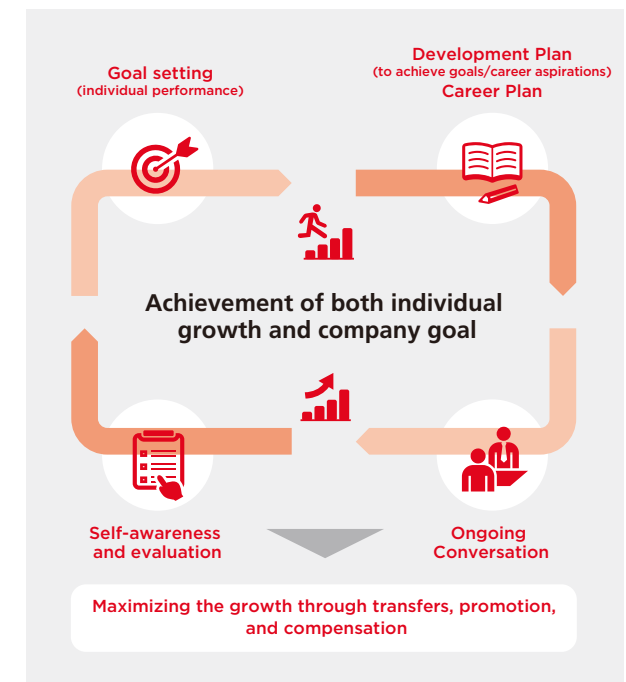 Goal setting
(individual performance)
Development Plan
(to achieve goals/career aspirations)
Career Plan
Achievement of both individual
growth and company goal
Self-awareness
and evaluation
Ongoing
Conversation
Maximizing the growth through transfers, promotion,
and compensation